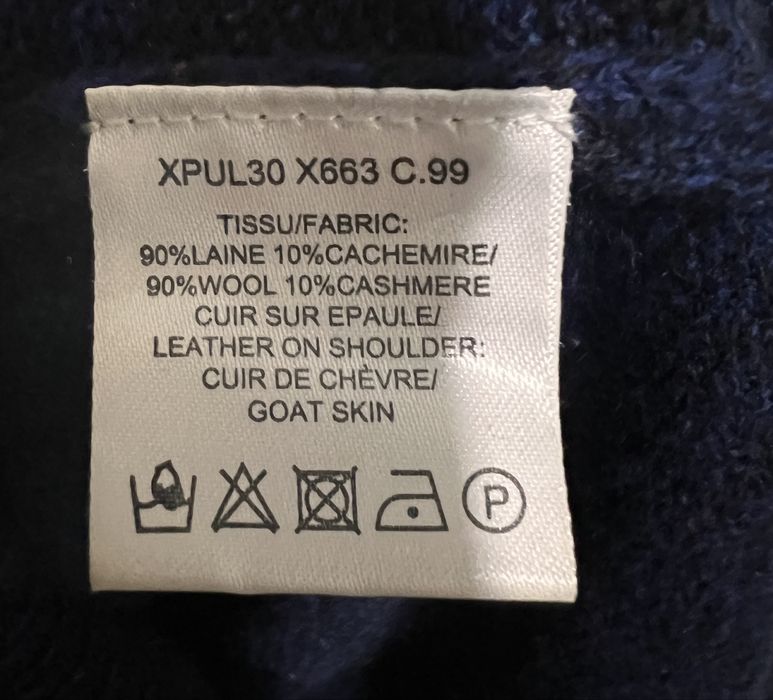 XPUL30 X663 C.99
TISSU/FABRIC:
90%LAINE 10%CACHEMIRE/
90%WOOL 10%CASHMERE
CUIR SUR EPAULE/
LEATHER ON SHOULDER:
CUIR DE CHÈVRE/
GOAT SKIN
P